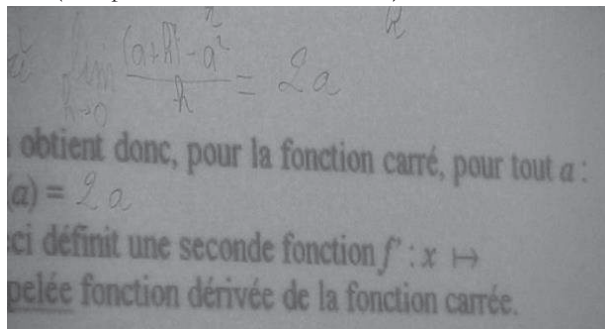 lim (a+h)² - a² / h = 2a
h→0
obtient donc, pour la fonction carré, pour tout a :
(a) = 2a
ci définit une seconde fonction f' : x ↦
pelée fonction dérivée de la fonction carrée.